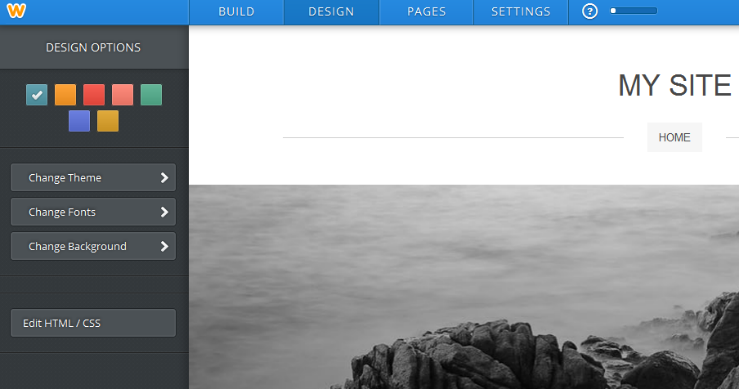 W
BUILD
DESIGN
PAGES
SETTINGS
?
DESIGN OPTIONS
Change Theme
Change Fonts
Change Background
Edit HTML / CSS
MY SITE
HOME